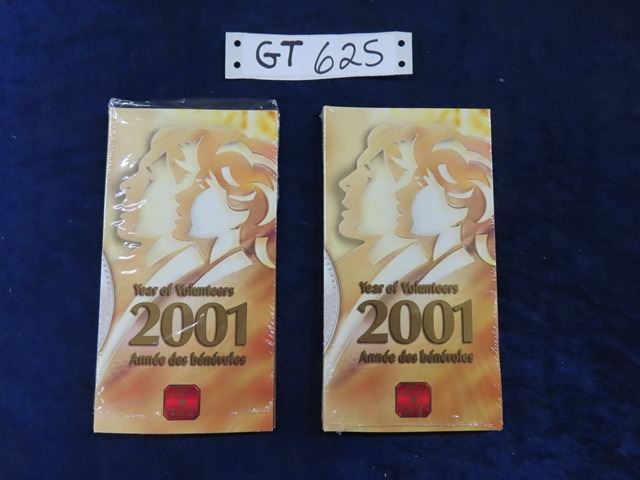 GT 625
Year of Volunteers
2001
Année des bénévoles
Year of Volunteers
2001
Année des bénévoles